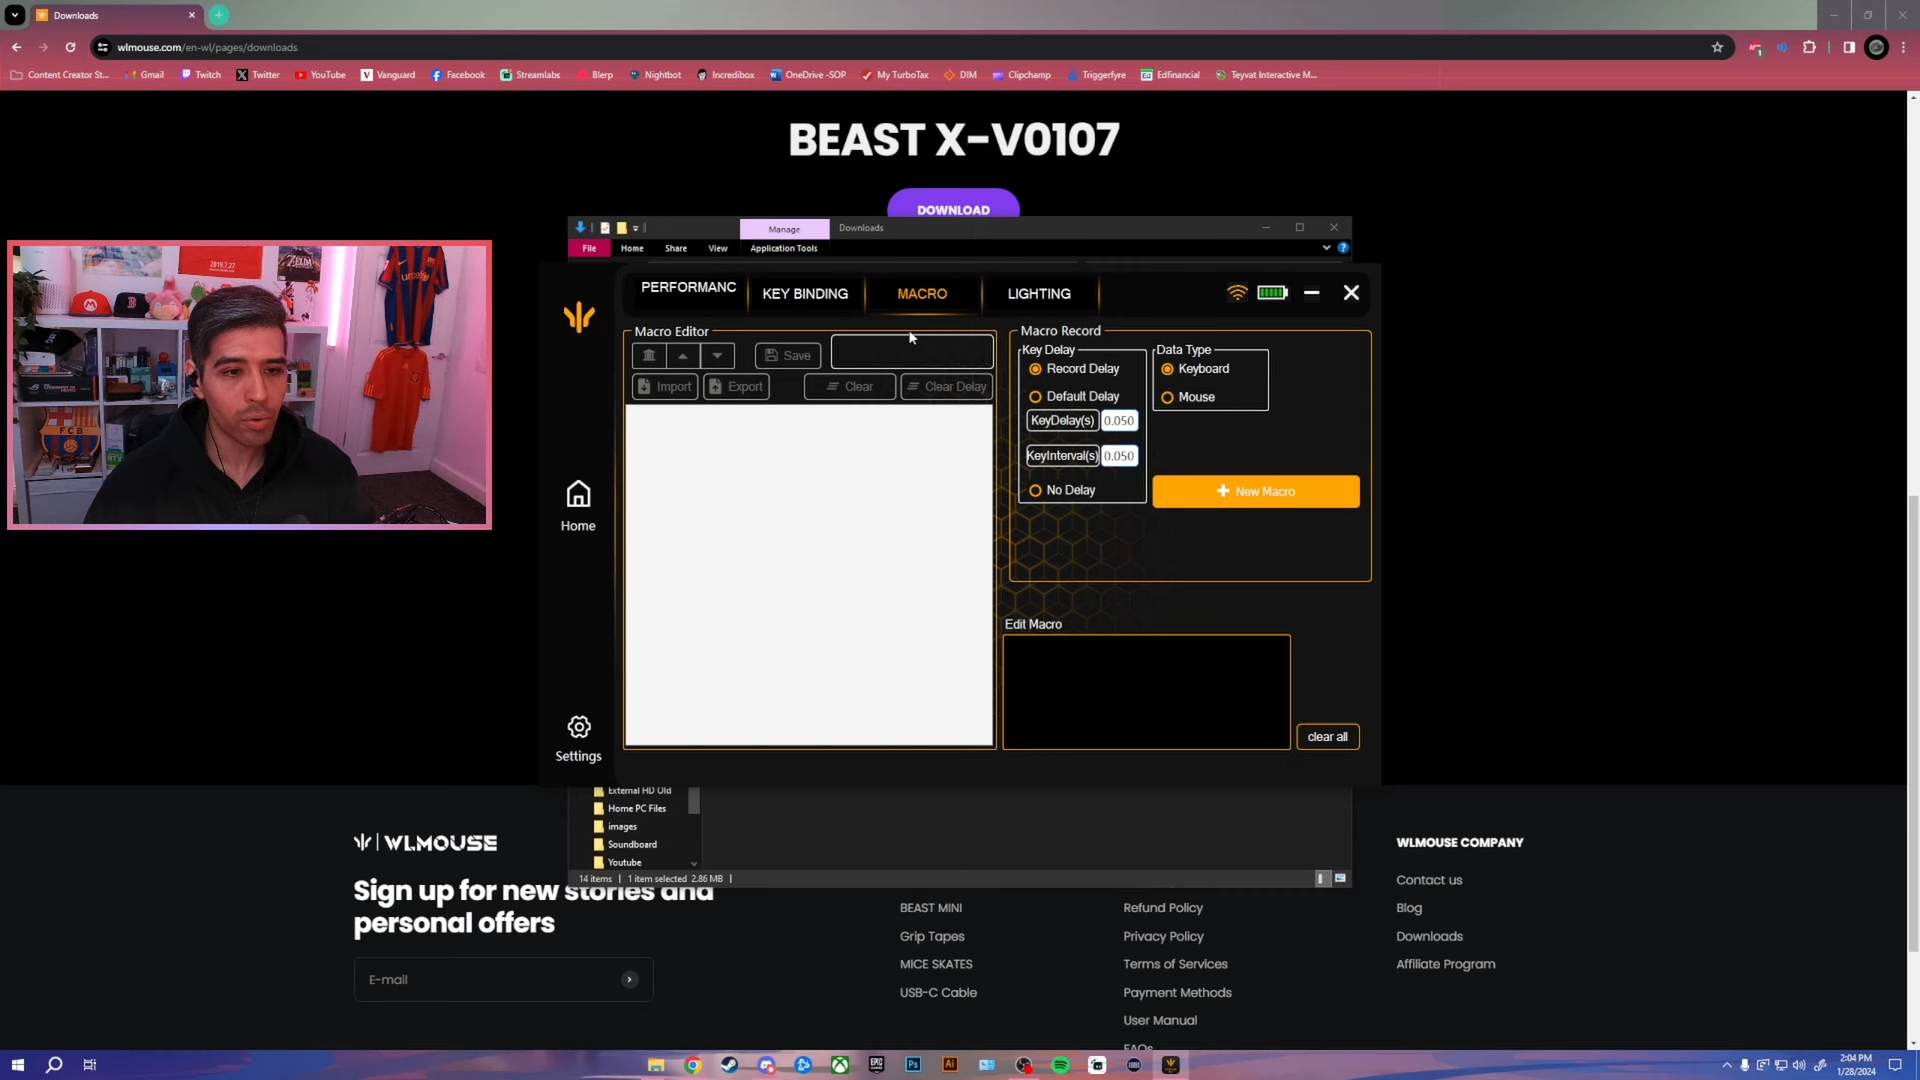 Downloads
wlmouse.com/en-wl/pages/downloads
Content Creator St...
Gmail
Twitch
Twitter
YouTube
Vanguard
Facebook
Streamlabs
Blerp
Nightbot
Incredibox
OneDrive -SOP
My TurboTax
DIM
Clipchamp
Triggerfyre
Edfinancial
Teyvat Interactive M...
BEAST X-V0107
DOWNLOAD
Manage
Downloads
File
Home
Share
View
Application Tools
PERFORMANC
KEY BINDING
MACRO
LIGHTING
Macro Editor
Save
Import
Export
Clear
Clear Delay
Macro Record
Key Delay
Record Delay
Default Delay
KeyDelay(s) 0.050
KeyInterval(s) 0.050
No Delay
Data Type
Keyboard
Mouse
New Macro
Edit Macro
clear all
Home
Settings
2019.7.27
ZELDA
FCB
External HD Old
Home PC Files
images
Soundboard
Youtube
14 items
1 item selected 2.86 MB
WLMOUSE
Sign up for new stories and
personal offers
E-mail
BEAST MINI
Grip Tapes
MICE SKATES
USB-C Cable
Refund Policy
Privacy Policy
Terms of Services
Payment Methods
User Manual
FAQs
WLMOUSE COMPANY
Contact us
Blog
Downloads
Affiliate Program
2:04 PM
1/28/2024